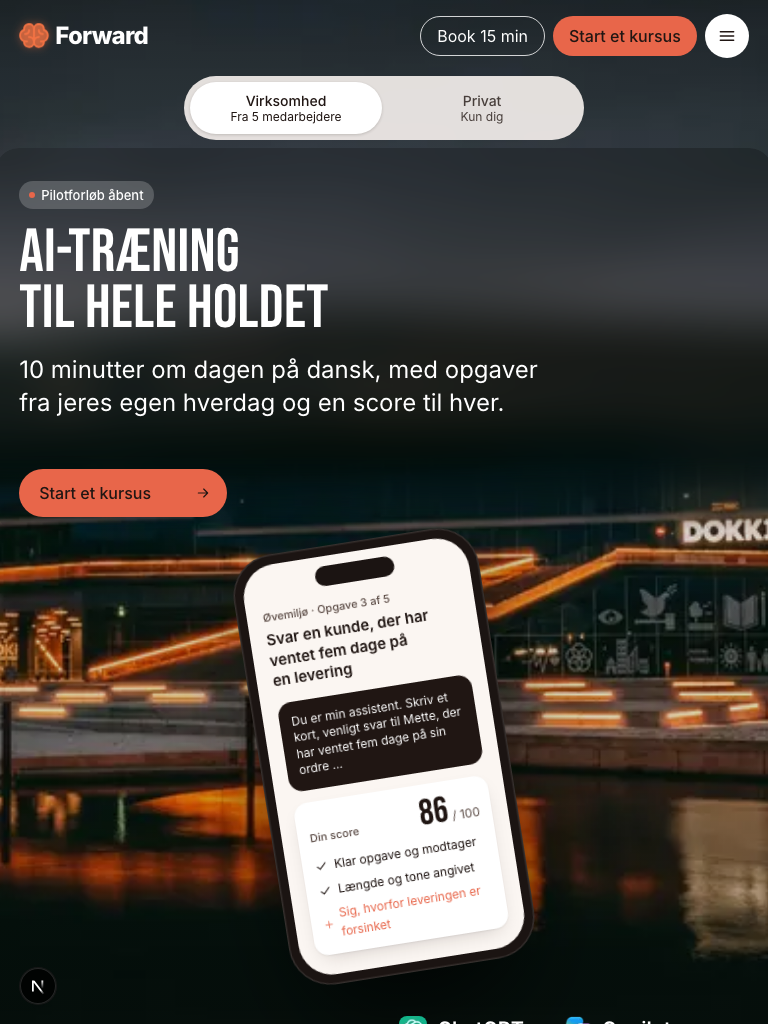 Forward
Book 15 min
Start et kursus
Virksomhed
Fra 5 medarbejdere
Privat
Kun dig
Pilotforløb åbent
AI-TRÆNING
TIL HELE HOLDET
10 minutter om dagen på dansk, med opgaver
fra jeres egen hverdag og en score til hver.
Start et kursus
Øvemiljø · Opgave 3 af 5
Svar en kunde, der har
ventet fem dage på
en levering
Du er min assistent. Skriv et
kort, venligt svar til Mette, der
har ventet fem dage på sin
ordre ...
Din score
86 / 100
Klar opgave og modtager
Længde og tone angivet
+ Sig, hvorfor leveringen er
forsinket
N